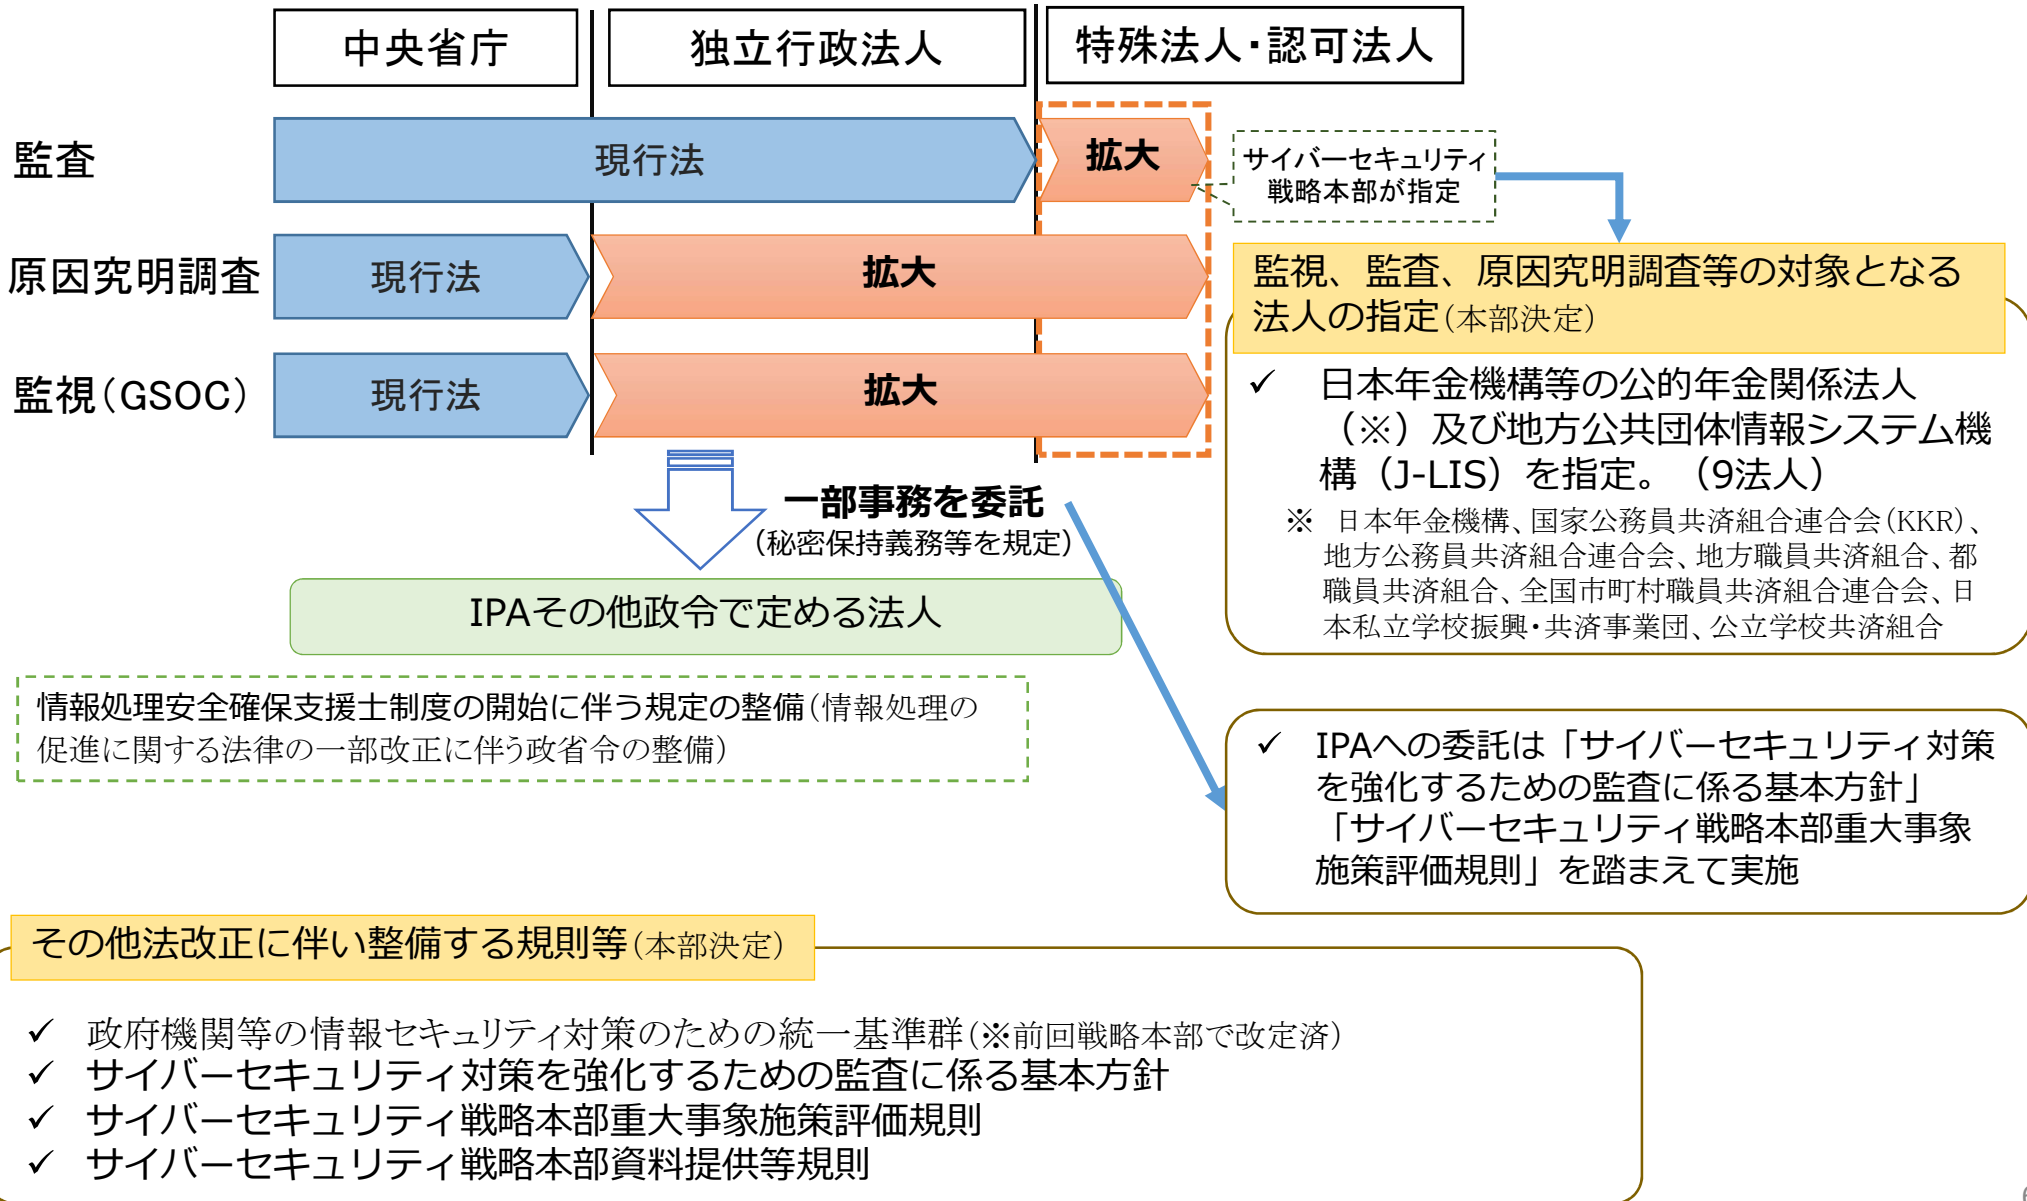 中央省庁
独立行政法人
特殊法人・認可法人
監査
現行法
拡大
サイバーセキュリティ
戦略本部が指定
原因究明調査
現行法
拡大
監視（GSOC）
現行法
拡大
監視、監査、原因究明調査等の対象となる
法人の指定（本部決定）
✓ 日本年金機構等の公的年金関係法人
（※）及び地方公共団体情報システム機
構（J-LIS）を指定。（9法人）
※ 日本年金機構、国家公務員共済組合連合会（KKR）、
地方公務員共済組合連合会、地方職員共済組合、都
職員共済組合、全国市町村職員共済組合連合会、日
本私立学校振興・共済事業団、公立学校共済組合
一部事務を委託
（秘密保持義務等を規定）
IPAその他政令で定める法人
情報処理安全確保支援士制度の開始に伴う規定の整備（情報処理の
促進に関する法律の一部改正に伴う政省令の整備）
✓ IPAへの委託は「サイバーセキュリティ対策
を強化するための監査に係る基本方針」
「サイバーセキュリティ戦略本部重大事象
施策評価規則」を踏まえて実施
その他法改正に伴い整備する規則等（本部決定）
✓ 政府機関等の情報セキュリティ対策のための統一基準群（※前回戦略本部で改定済）
✓ サイバーセキュリティ対策を強化するための監査に係る基本方針
✓ サイバーセキュリティ戦略本部重大事象施策評価規則
✓ サイバーセキュリティ戦略本部資料提供等規則